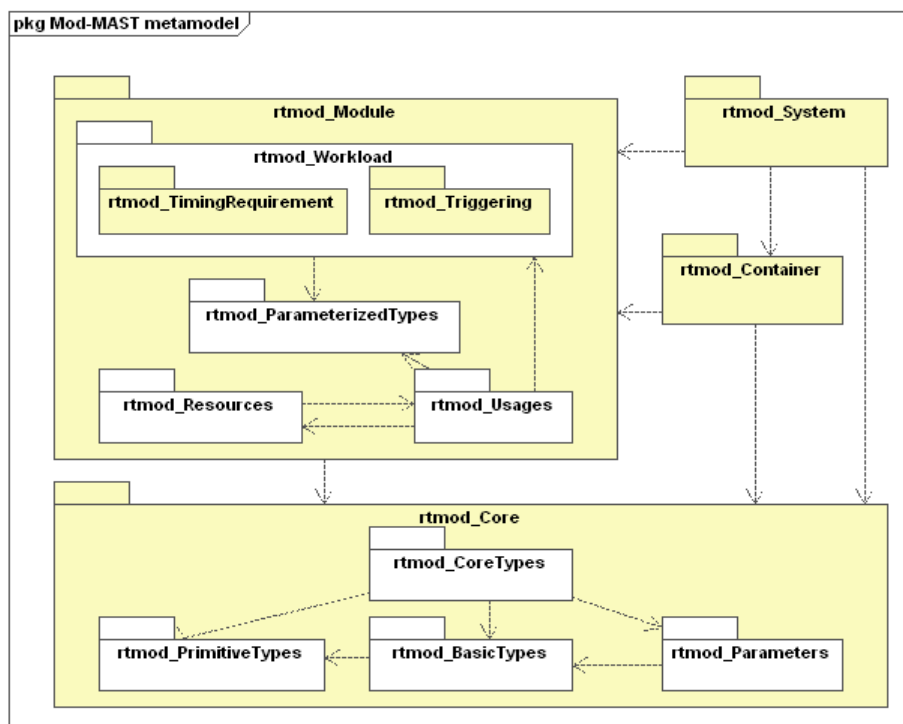 pkg Mod-MAST metamodel
rtmod_Module
rtmod_System
rtmod_Workload
rtmod_TimingRequirement
rtmod_Triggering
rtmod_Container
rtmod_ParameterizedTypes
rtmod_Resources
rtmod_Usages
rtmod_Core
rtmod_CoreTypes
rtmod_PrimitiveTypes
rtmod_BasicTypes
rtmod_Parameters